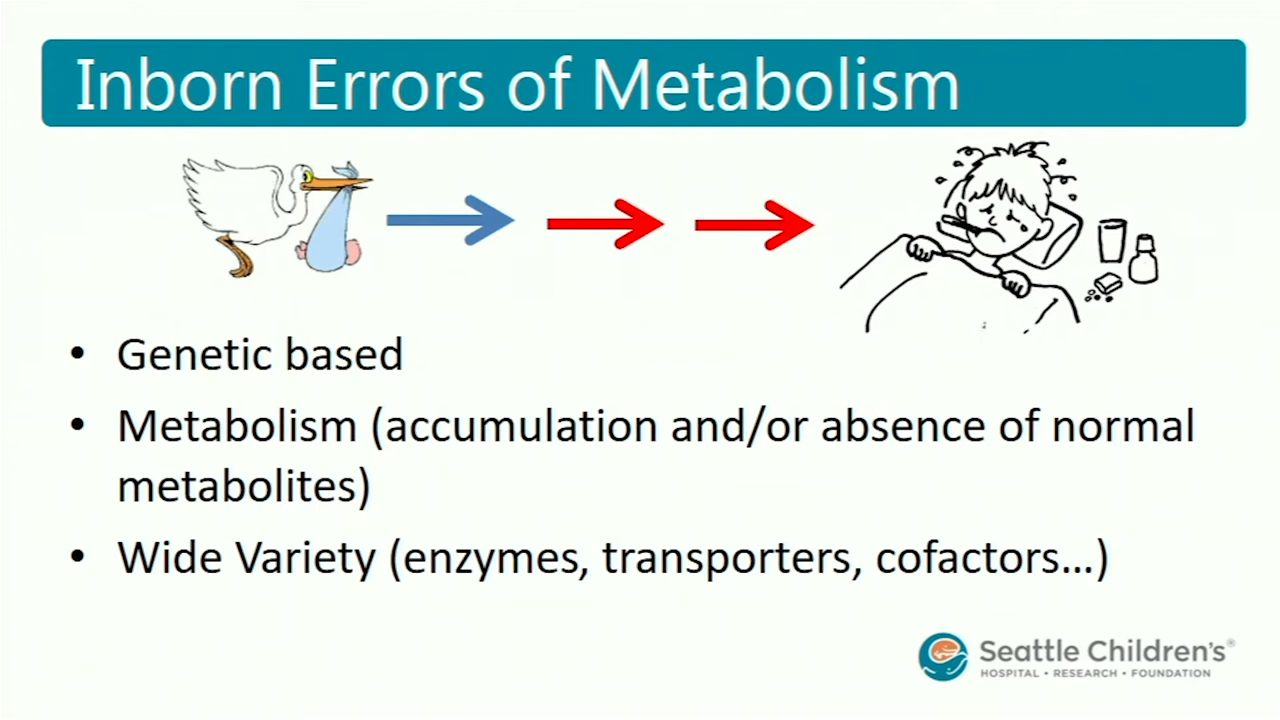 Inborn Errors of Metabolism
• Genetic based
• Metabolism (accumulation and/or absence of normal
metabolites)
• Wide Variety (enzymes, transporters, cofactors…)
Seattle Children's®
HOSPITAL • RESEARCH • FOUNDATION